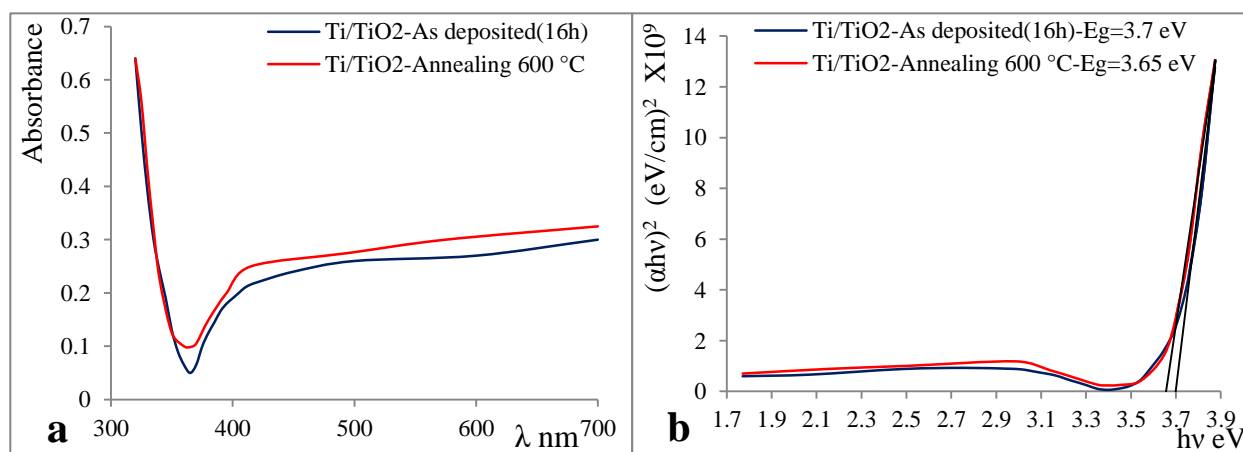 Ti/TiO2-As deposited(16h)
Ti/TiO2-Annealing 600 °C
Absorbance
0.7
0.6
0.5
0.4
0.3
0.2
0.1
0
300
400
500
600
700
λ nm
a
Ti/TiO2-As deposited(16h)-Eg=3.7 eV
Ti/TiO2-Annealing 600 °C-Eg=3.65 eV
(αhν)² (eV/cm)² X10⁹
14
12
10
8
6
4
2
0
1.7 1.9 2.1 2.3 2.5 2.7 2.9 3.1 3.3 3.5 3.7 3.9
hν eV
b